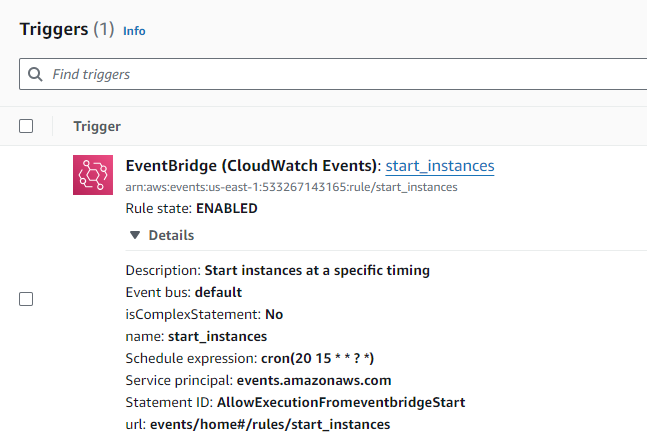 Triggers (1) Info
Find triggers
Trigger
EventBridge (CloudWatch Events): start_instances
arn:aws:events:us-east-1:533267143165:rule/start_instances
Rule state: ENABLED
▼ Details
Description: Start instances at a specific timing
Event bus: default
isComplexStatement: No
name: start_instances
Schedule expression: cron(20 15 * * ? *)
Service principal: events.amazonaws.com
Statement ID: AllowExecutionFromeventbridgeStart
url: events/home#/rules/start_instances